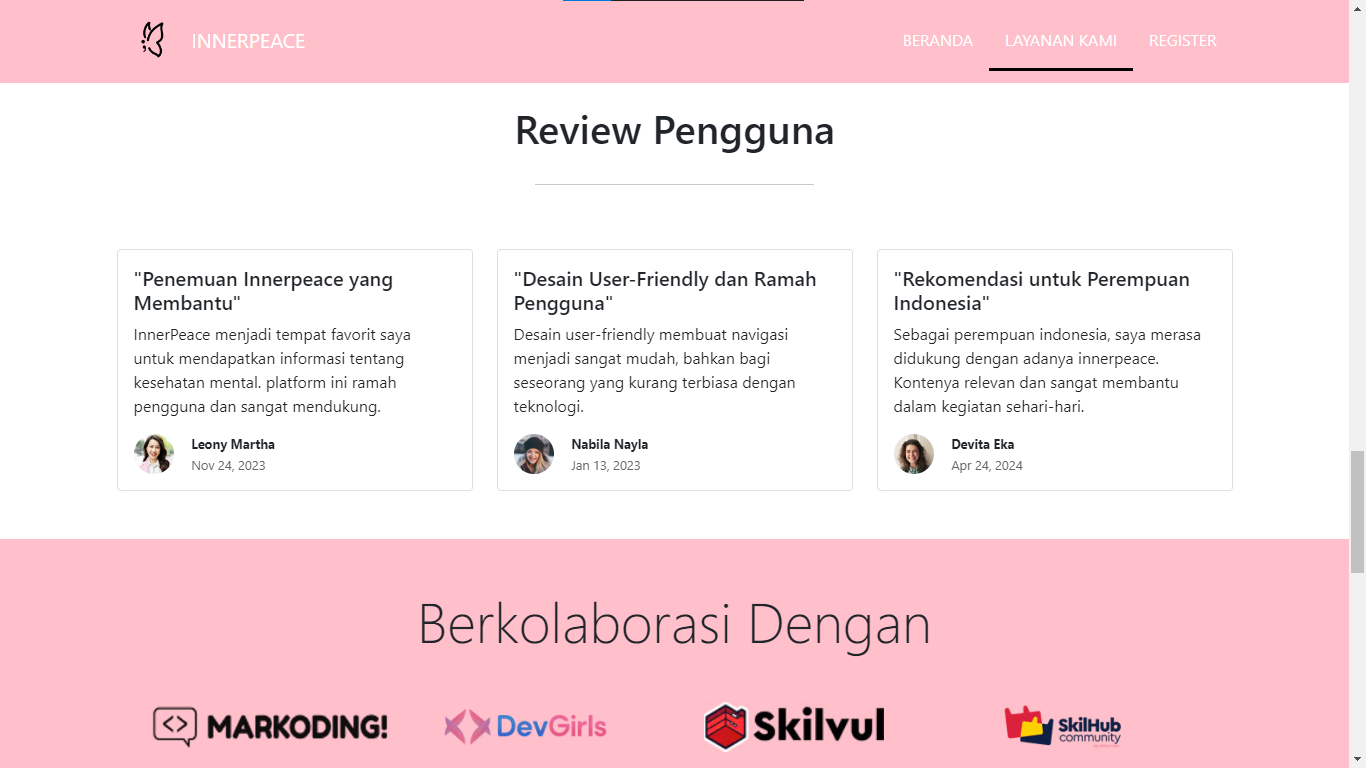 INNERPEACE
BERANDA
LAYANAN KAMI
REGISTER
Review Pengguna
"Penemuan Innerpeace yang
Membantu"
InnerPeace menjadi tempat favorit saya
untuk mendapatkan informasi tentang
kesehatan mental. platform ini ramah
pengguna dan sangat mendukung.
Leony Martha
Nov 24, 2023
"Desain User-Friendly dan Ramah
Pengguna"
Desain user-friendly membuat navigasi
menjadi sangat mudah, bahkan bagi
seseorang yang kurang terbiasa dengan
teknologi.
Nabila Nayla
Jan 13, 2023
"Rekomendasi untuk Perempuan
Indonesia"
Sebagai perempuan indonesia, saya merasa
didukung dengan adanya innerpeace.
Kontenya relevan dan sangat membantu
dalam kegiatan sehari-hari.
Devita Eka
Apr 24, 2024
Berkolaborasi Dengan
MARKODING!
DevGirls
Skilvul
SkilHub
community